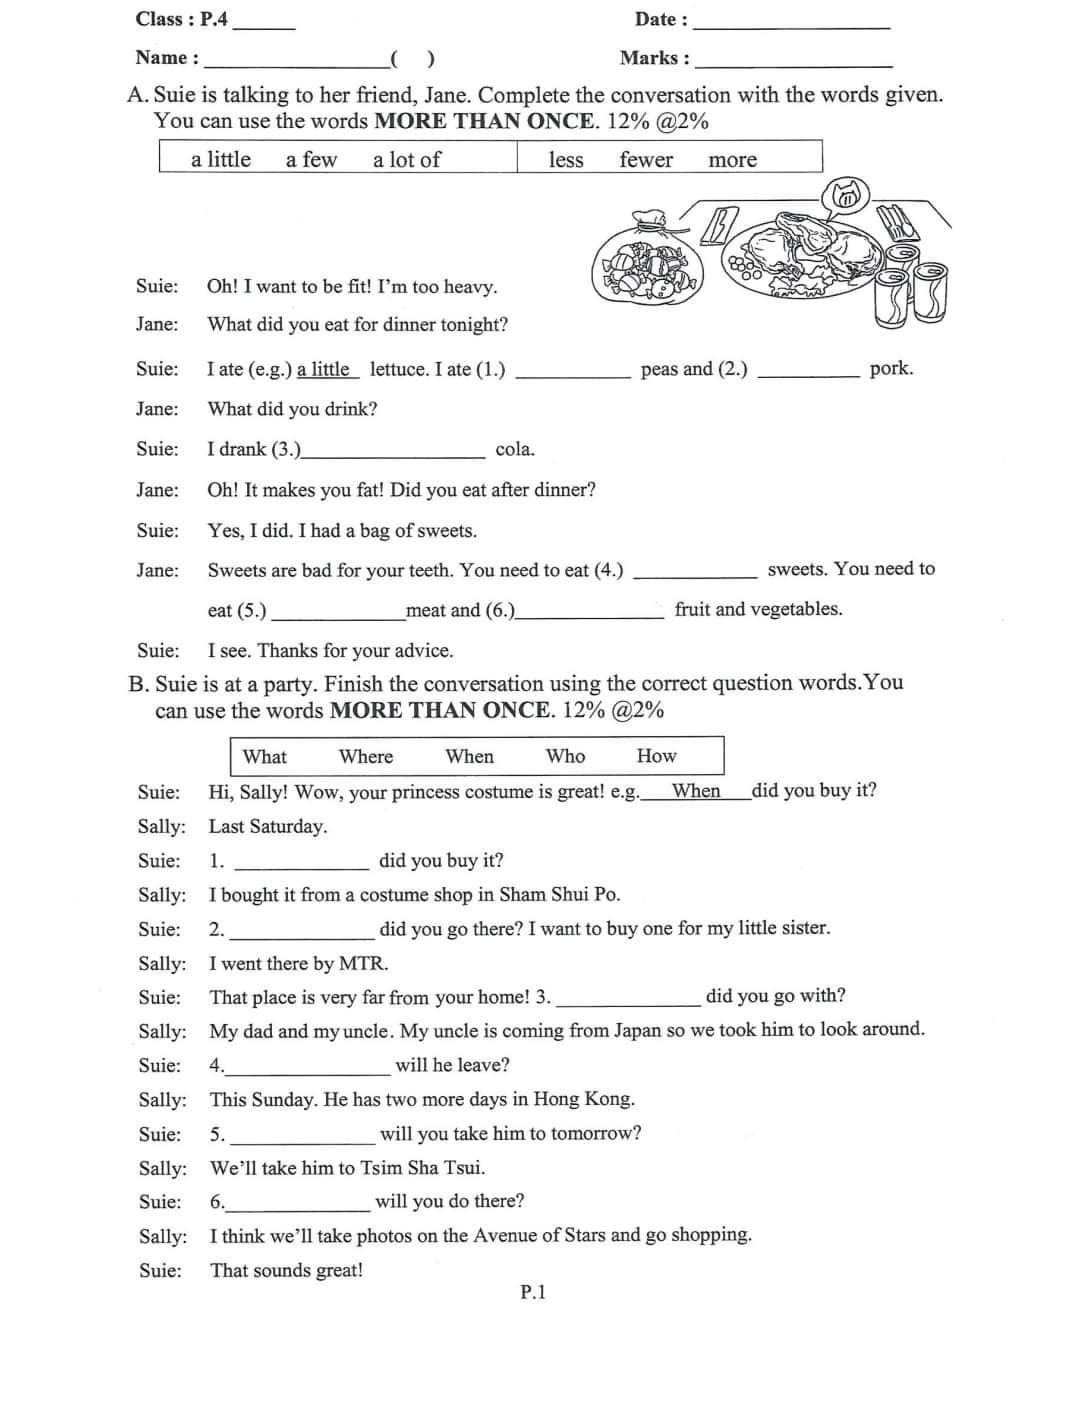 Class : P.4 ______ Date : ____________________
Name : __________________( ) Marks : ____________________
A. Suie is talking to her friend, Jane. Complete the conversation with the words given.
You can use the words MORE THAN ONCE. 12% @2%
a little a few a lot of less fewer more
Suie: Oh! I want to be fit! I'm too heavy.
Jane: What did you eat for dinner tonight?
Suie: I ate (e.g.) a little lettuce. I ate (1.) ____________ peas and (2.) ___________ pork.
Jane: What did you drink?
Suie: I drank (3.)___________________ cola.
Jane: Oh! It makes you fat! Did you eat after dinner?
Suie: Yes, I did. I had a bag of sweets.
Jane: Sweets are bad for your teeth. You need to eat (4.) _____________ sweets. You need to
eat (5.) ______________meat and (6.)________________ fruit and vegetables.
Suie: I see. Thanks for your advice.
B. Suie is at a party. Finish the conversation using the correct question words.You
can use the words MORE THAN ONCE. 12% @2%
What Where When Who How
Suie: Hi, Sally! Wow, your princess costume is great! e.g.___When___did you buy it?
Sally: Last Saturday.
Suie: 1. ______________ did you buy it?
Sally: I bought it from a costume shop in Sham Shui Po.
Suie: 2. _______________ did you go there? I want to buy one for my little sister.
Sally: I went there by MTR.
Suie: That place is very far from your home! 3. _______________ did you go with?
Sally: My dad and my uncle. My uncle is coming from Japan so we took him to look around.
Suie: 4._________________ will he leave?
Sally: This Sunday. He has two more days in Hong Kong.
Suie: 5. _______________ will you take him to tomorrow?
Sally: We'll take him to Tsim Sha Tsui.
Suie: 6._______________ will you do there?
Sally: I think we'll take photos on the Avenue of Stars and go shopping.
Suie: That sounds great!
P.1